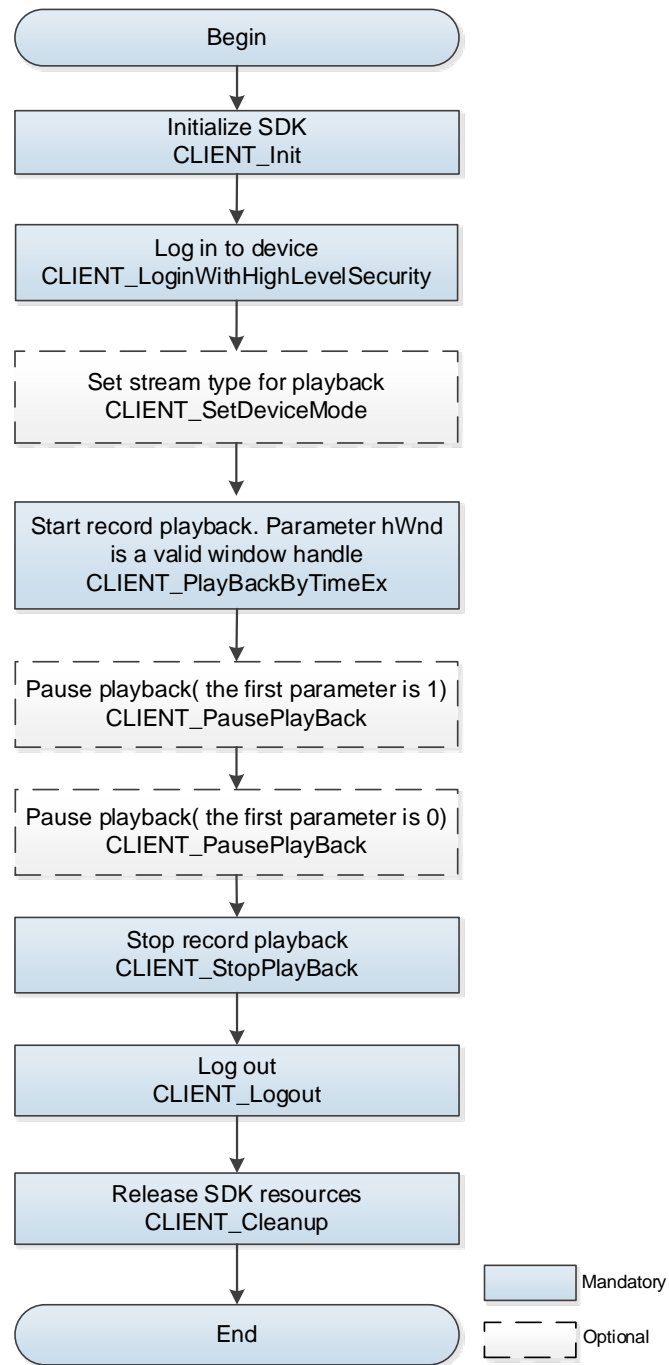 Begin
Initialize SDK
CLIENT_Init
Log in to device
CLIENT_LoginWithHighLevelSecurity
Set stream type for playback
CLIENT_SetDeviceMode
Start record playback. Parameter hWnd
is a valid window handle
CLIENT_PlayBackByTimeEx
Pause playback( the first parameter is 1)
CLIENT_PausePlayBack
Pause playback( the first parameter is 0)
CLIENT_PausePlayBack
Stop record playback
CLIENT_StopPlayBack
Log out
CLIENT_Logout
Release SDK resources
CLIENT_Cleanup
End
Mandatory
Optional